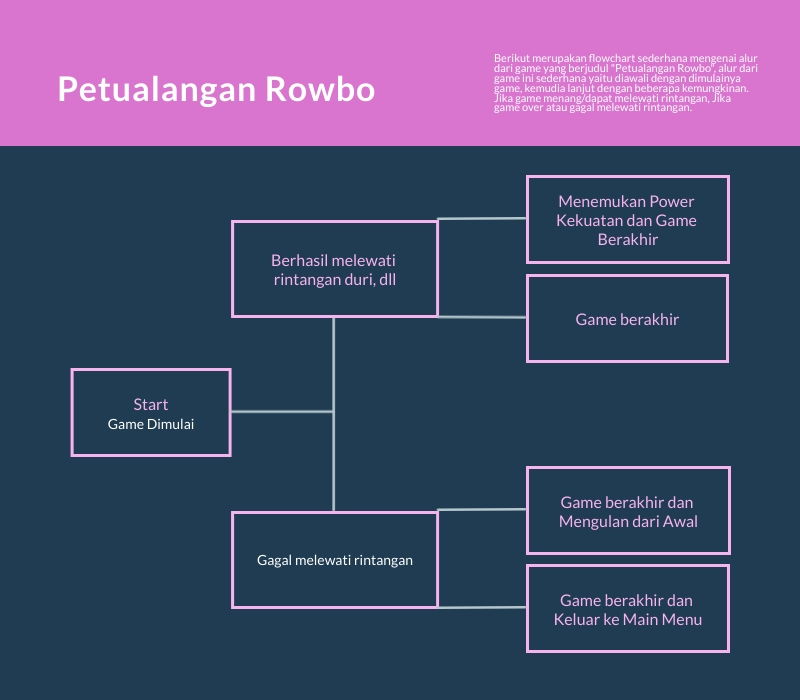 Petualangan Rowbo
Berikut merupakan flowchart sederhana mengenai alur
dari game yang berjudul "Petualangan Rowbo", alur dari
game ini sederhana yaitu diawali dengan dimulainya
game, kemudia lanjut dengan beberapa kemungkinan.
Jika game menang/dapat melewati rintangan, Jika
game over atau gagal melewati rintangan.
Menemukan Power
Kekuatan dan Game
Berakhir
Berhasil melewati
rintangan duri, dll
Game berakhir
Start
Game Dimulai
Game berakhir dan
Mengulan dari Awal
Gagal melewati rintangan
Game berakhir dan
Keluar ke Main Menu